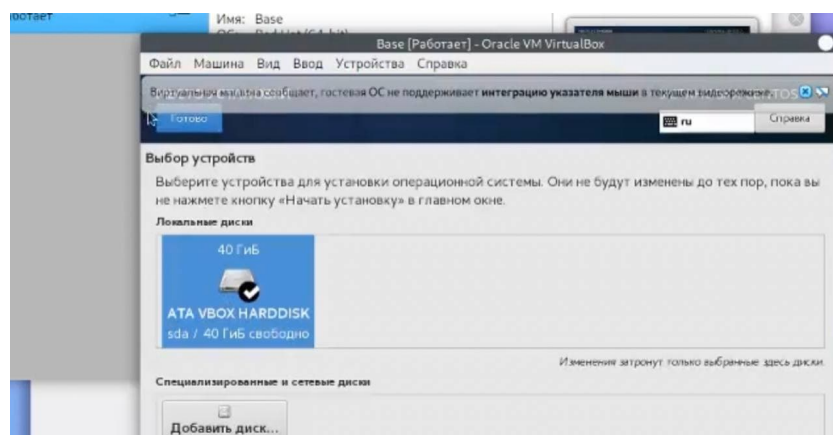 ботает
Имя: Base
Base [Работает] - Oracle VM VirtualBox
Файл Машина Вид Ввод Устройства Справка
Виртуальная машина сообщает, гостевая ОС не поддерживает интеграцию указателя мыши в текущем видеорежиме.
Готово
ru
Справка
Выбор устройств
Выберите устройства для установки операционной системы. Они не будут изменены до тех пор, пока вы
не нажмете кнопку «Начать установку» в главном окне.
Локальные диски
40 ГиБ
ATA VBOX HARDDISK
sda / 40 ГиБ свободно
Изменения затронут только выбранные здесь диски.
Специализированные и сетевые диски
Добавить диск...